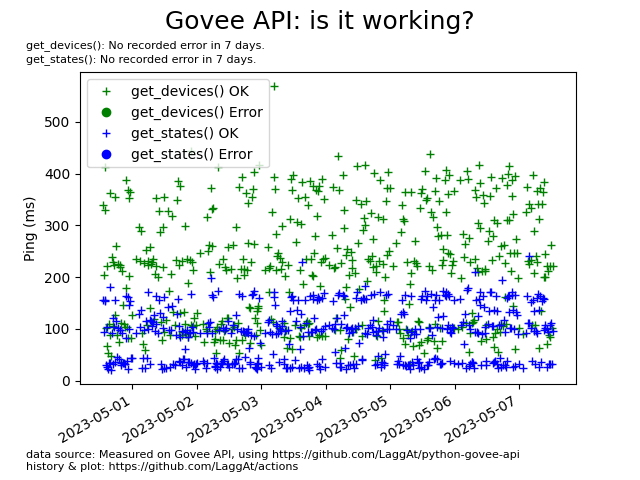 Govee API: is it working?
get_devices(): No recorded error in 7 days.
get_states(): No recorded error in 7 days.
get_devices() OK
get_devices() Error
get_states() OK
get_states() Error
Ping (ms)
500
400
300
200
100
0
2023-05-01
2023-05-02
2023-05-03
2023-05-04
2023-05-05
2023-05-06
2023-05-07
data source: Measured on Govee API, using https://github.com/LaggAt/python-govee-api
history & plot: https://github.com/LaggAt/actions